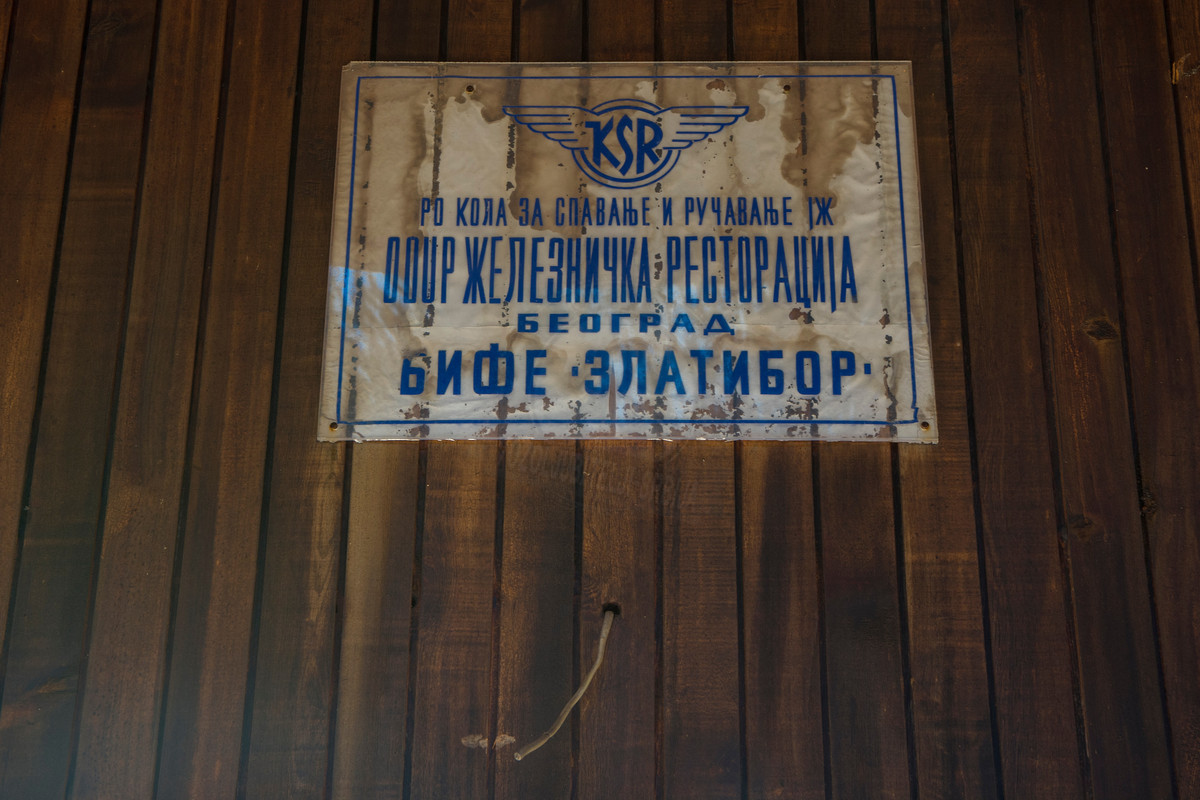 KSR
РО КОЛА ЗА СПАВАЊЕ И РУЧАВАЊЕ ЈЖ
ООУР ЖЕЛЕЗНИЧКА РЕСТОРАЦИЈА
БЕОГРАД
БИФЕ "ЗЛАТИБОР"